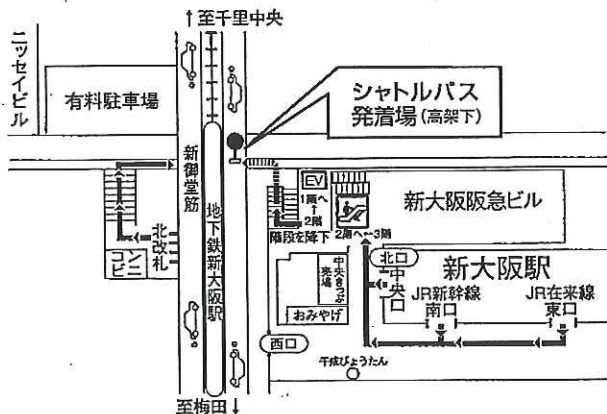 ↑至千里中央
ニッセイビル
有料駐車場
シャトルバス
発着場(高架下)
新御堂筋
地下鉄新大阪駅
EV
1階へ
↑
2階
階段を降下
2階へ←3階
新大阪阪急ビル
北改札
コンビニ
中央きっぷ売場
おみやげ
北口
中央口
新大阪駅
JR新幹線
南口
JR在来線
東口
西口
千成びょうたん
至梅田↓